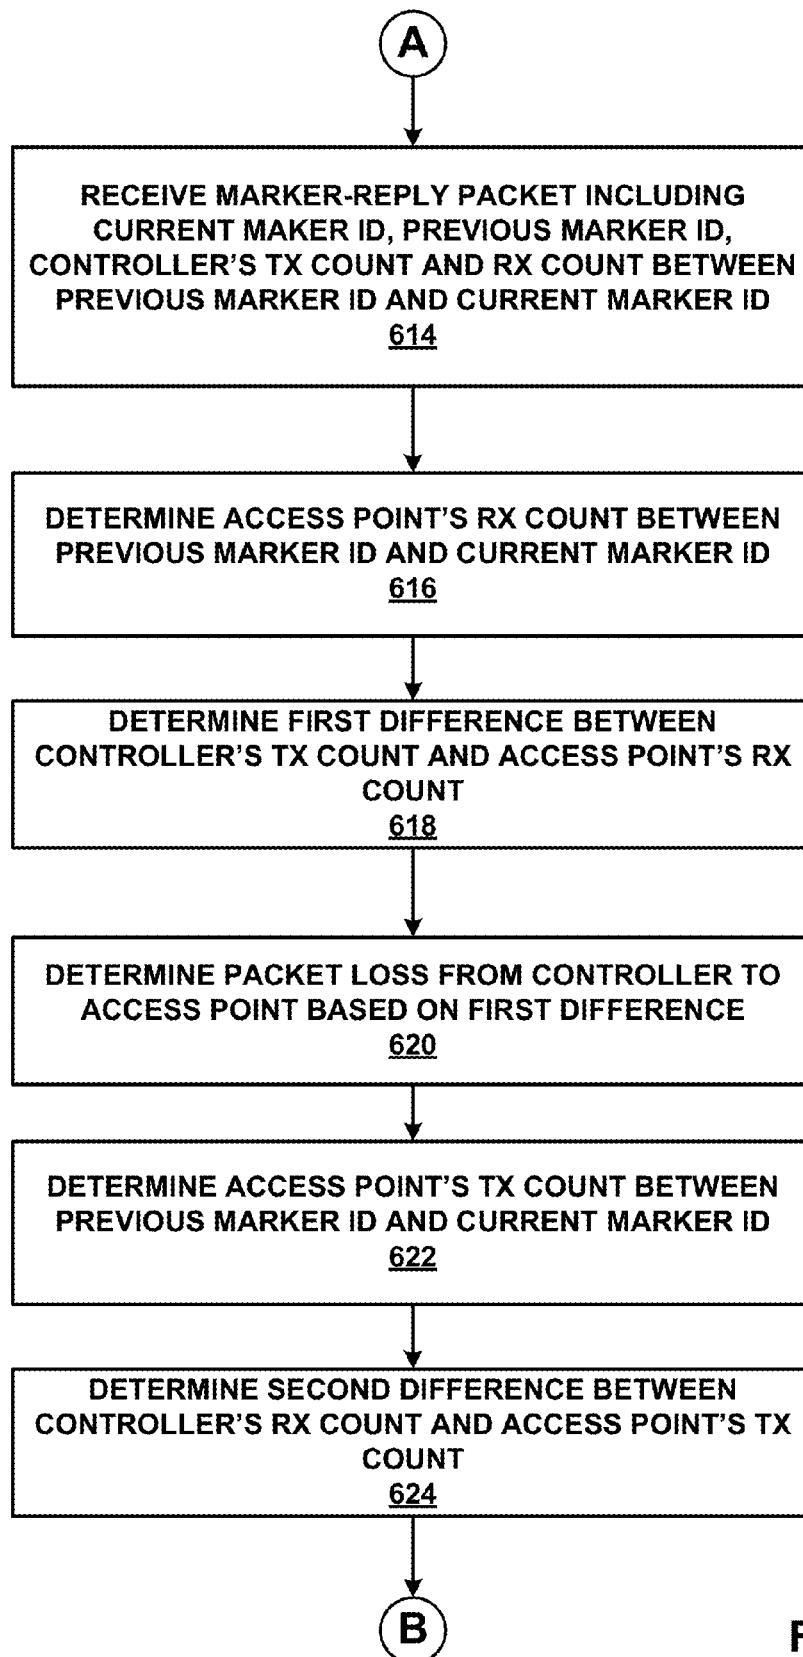 A
RECEIVE MARKER-REPLY PACKET INCLUDING
CURRENT MAKER ID, PREVIOUS MARKER ID,
CONTROLLER'S TX COUNT AND RX COUNT BETWEEN
PREVIOUS MARKER ID AND CURRENT MARKER ID
614
DETERMINE ACCESS POINT'S RX COUNT BETWEEN
PREVIOUS MARKER ID AND CURRENT MARKER ID
616
DETERMINE FIRST DIFFERENCE BETWEEN
CONTROLLER'S TX COUNT AND ACCESS POINT'S RX
COUNT
618
DETERMINE PACKET LOSS FROM CONTROLLER TO
ACCESS POINT BASED ON FIRST DIFFERENCE
620
DETERMINE ACCESS POINT'S TX COUNT BETWEEN
PREVIOUS MARKER ID AND CURRENT MARKER ID
622
DETERMINE SECOND DIFFERENCE BETWEEN
CONTROLLER'S RX COUNT AND ACCESS POINT'S TX
COUNT
624
B